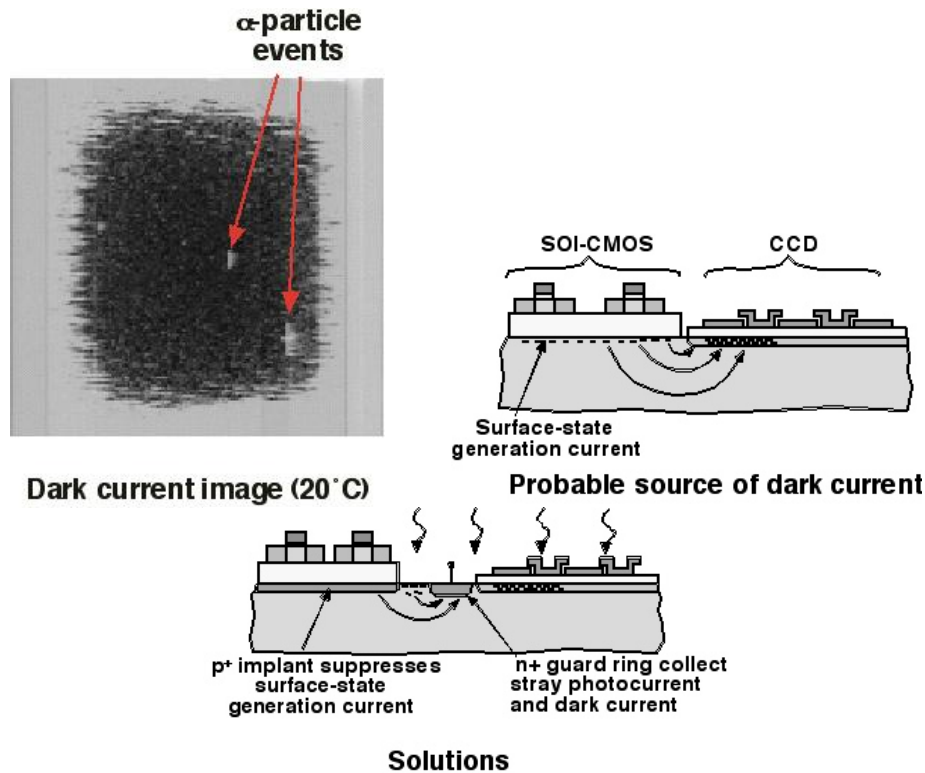 α-particle
events
SOI-CMOS
CCD
Surface-state
generation current
Dark current image (20˚C)
Probable source of dark current
p+ implant suppresses
surface-state
generation current
n+ guard ring collect
stray photocurrent
and dark current
Solutions